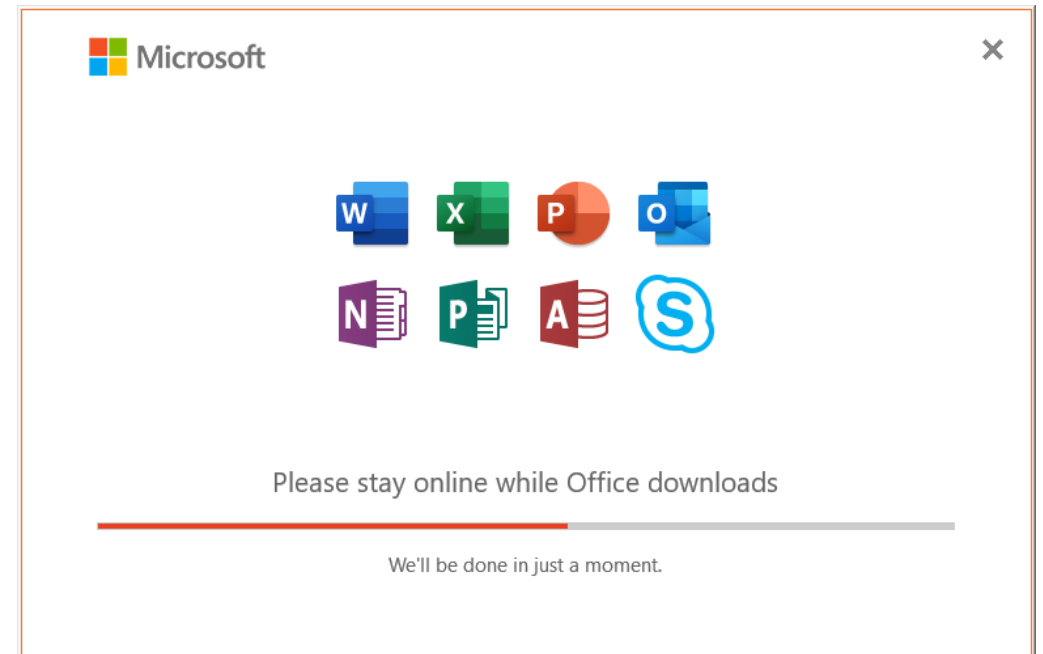 Microsoft
W X P O
N P A S
Please stay online while Office downloads
We'll be done in just a moment.